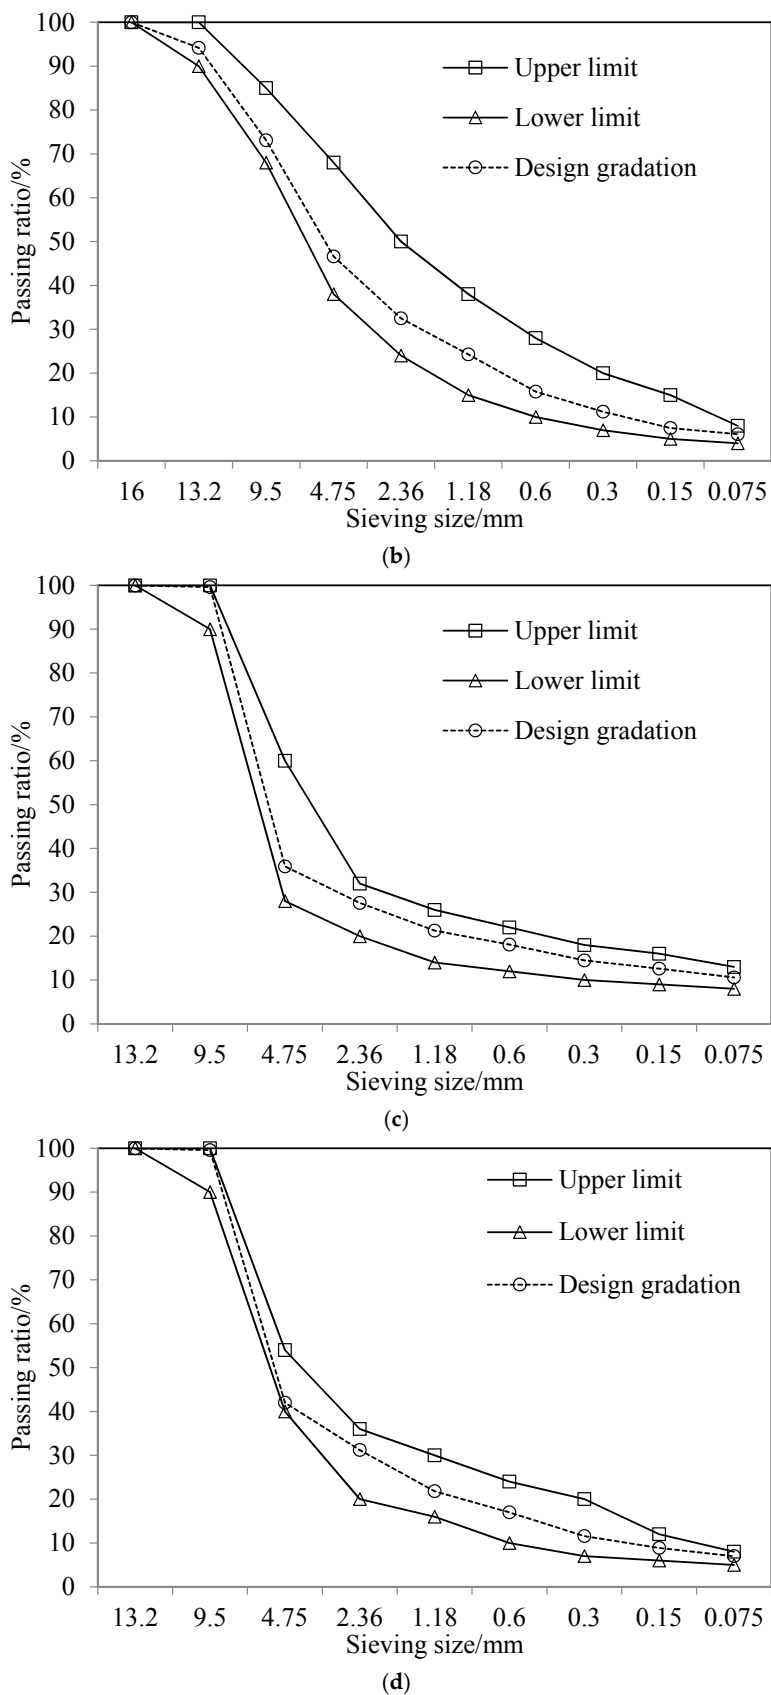 100
90
80
70
60
50
40
30
20
10
0
Passing ratio/%
Upper limit
Lower limit
Design gradation
16 13.2 9.5 4.75 2.36 1.18 0.6 0.3 0.15 0.075
Sieving size/mm
(b)
100
90
80
70
60
50
40
30
20
10
0
Passing ratio/%
Upper limit
Lower limit
Design gradation
13.2 9.5 4.75 2.36 1.18 0.6 0.3 0.15 0.075
Sieving size/mm
(c)
100
90
80
70
60
50
40
30
20
10
0
Passing ratio/%
Upper limit
Lower limit
Design gradation
13.2 9.5 4.75 2.36 1.18 0.6 0.3 0.15 0.075
Sieving size/mm
(d)